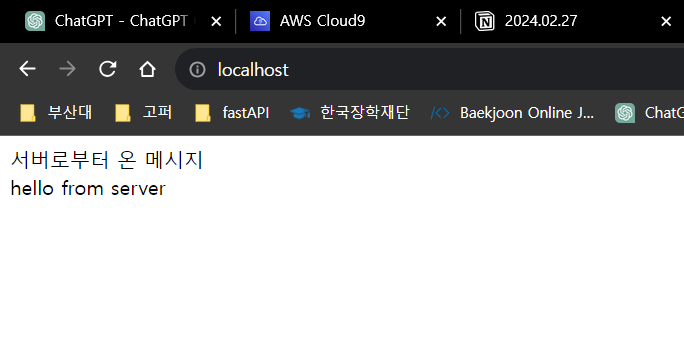 ChatGPT - ChatGPT
AWS Cloud9
2024.02.27
localhost
부산대
고퍼
fastAPI
한국장학재단
Baekjoon Online J...
ChatG
서버로부터 온 메시지
hello from server